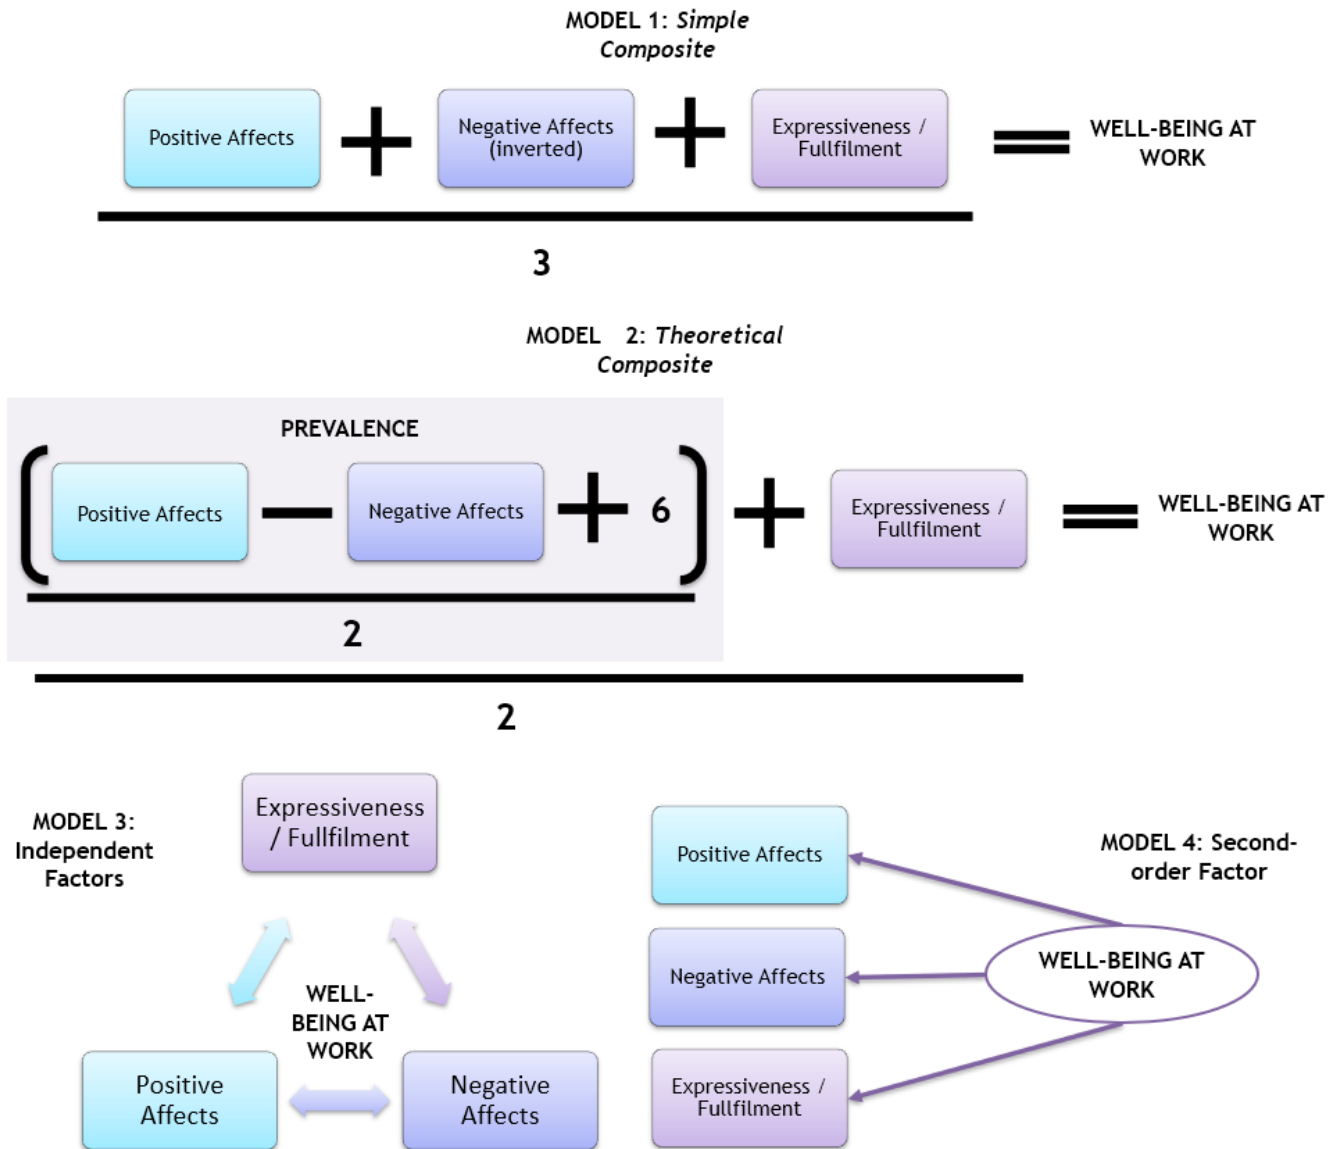 MODEL 1: Simple
Composite
Positive Affects
+
Negative Affects
(inverted)
+
Expressiveness /
Fullfilment
=
WELL-BEING AT
WORK
3
MODEL 2: Theoretical
Composite
PREVALENCE
(
Positive Affects
−
Negative Affects
+
6
)
+
Expressiveness /
Fullfilment
=
WELL-BEING AT
WORK
2
2
MODEL 3:
Independent
Factors
Expressiveness
/ Fullfilment
WELL-
BEING AT
WORK
Positive
Affects
Negative
Affects
MODEL 4: Second-
order Factor
Positive Affects
Negative Affects
Expressiveness /
Fullfilment
WELL-BEING AT
WORK